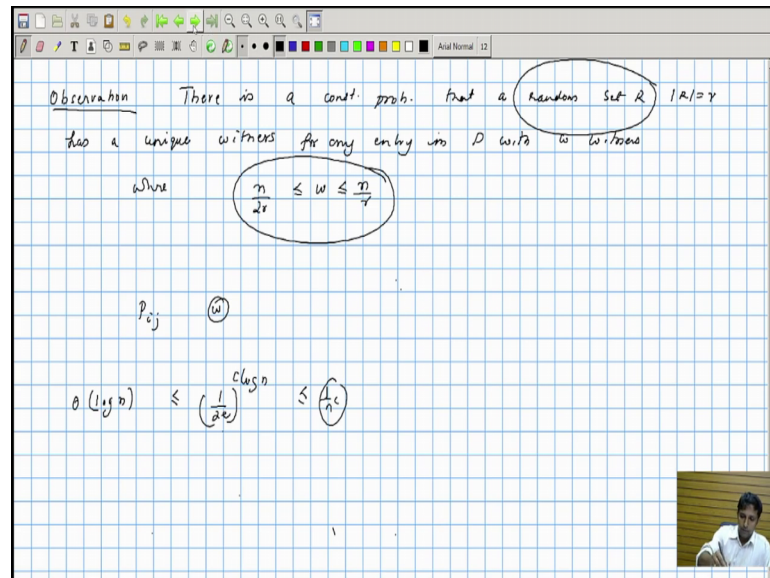 Arial Normal 12
Observation There is a const. prob. that a random set R |R|=r
has a unique witness for any entry in P with w witness
where n/2r ≤ w ≤ n/r
P_ij w
θ(log n) ≤ (1/2e)^{c log n} ≤ 1/n^c